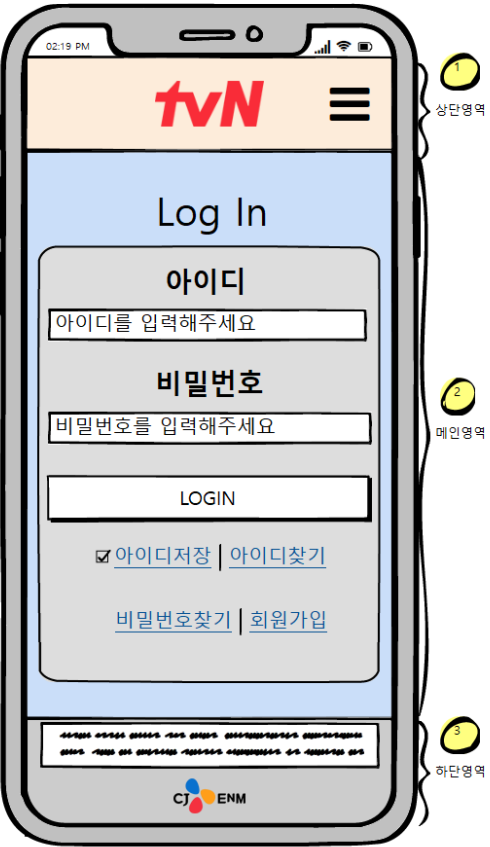 02:19 PM
tvN
1
상단영역
Log In
아이디
아이디를 입력해주세요
비밀번호
2
비밀번호를 입력해주세요
메인영역
LOGIN
아이디저장 | 아이디찾기
비밀번호찾기 | 회원가입
3
하단영역
CJ ENM